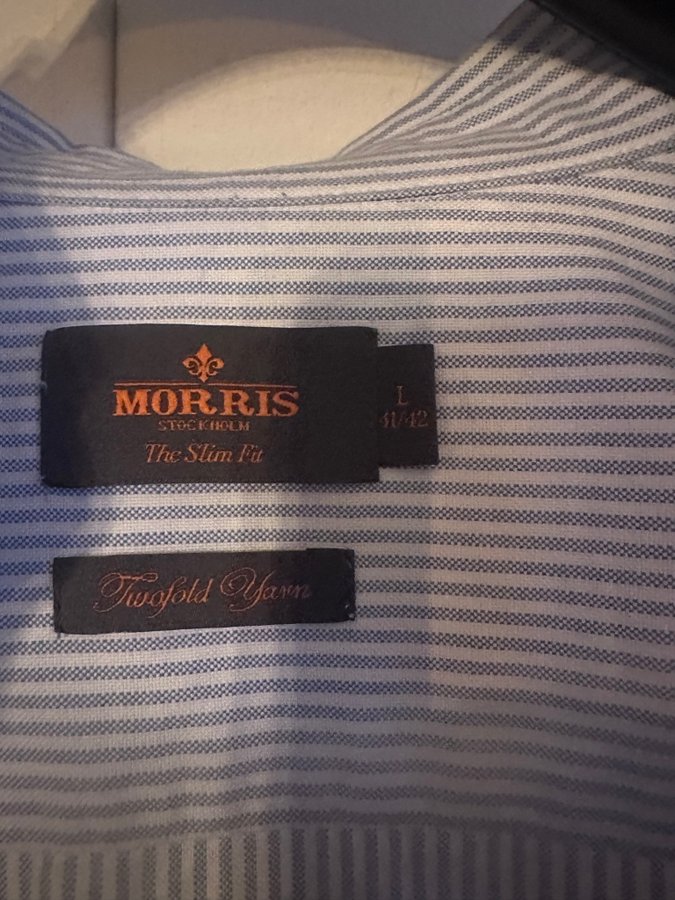 MORRIS
STOCKHOLM
The Slim Fit
L
41/42
Twofold Yarn